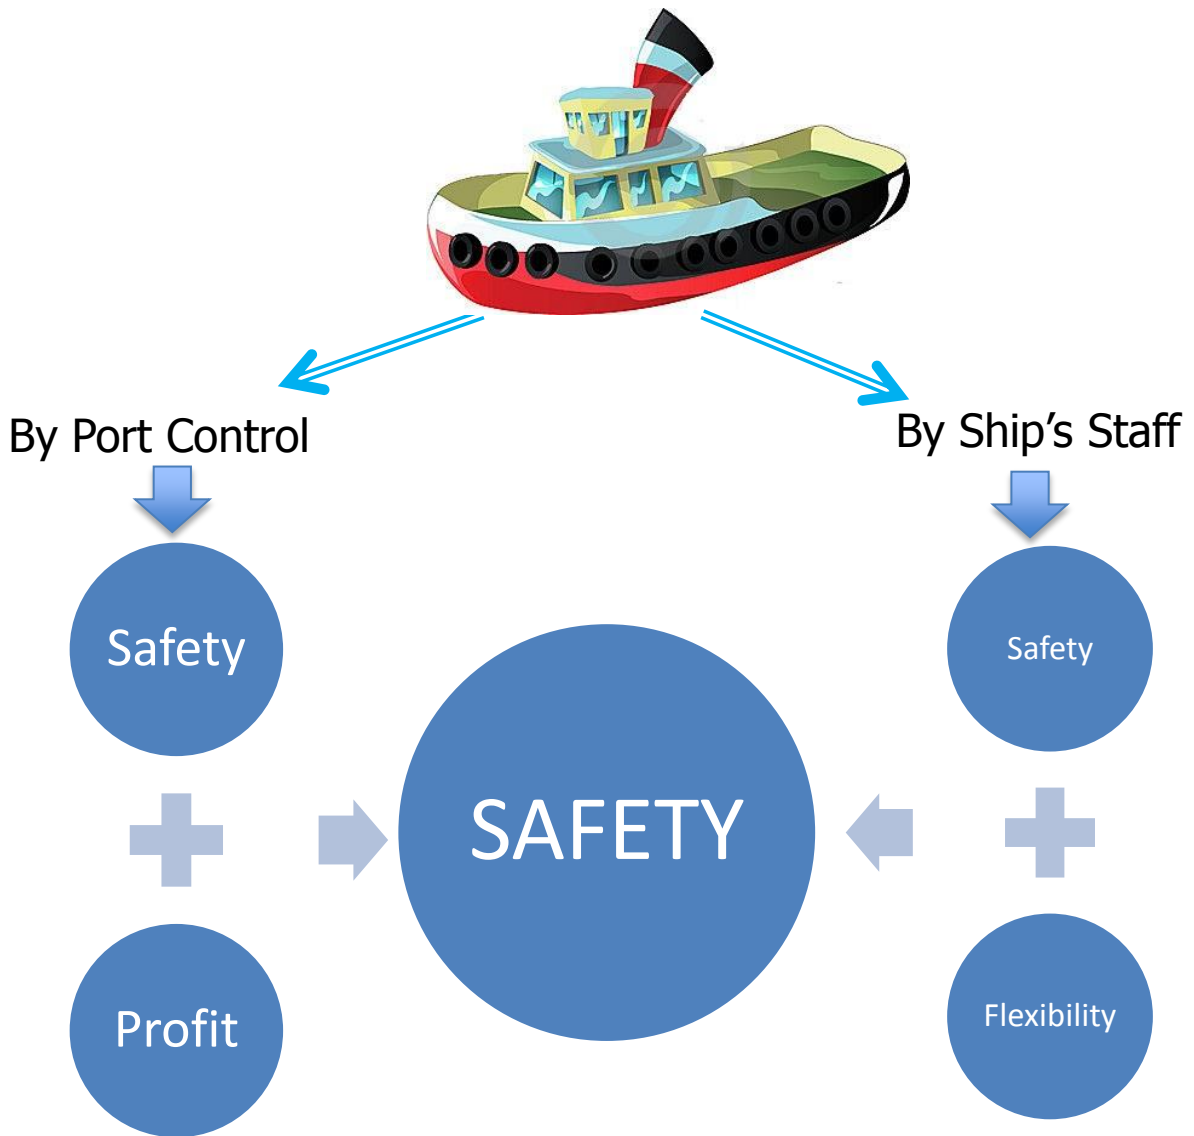 By Port Control
By Ship's Staff
Safety
Safety
SAFETY
Profit
Flexibility